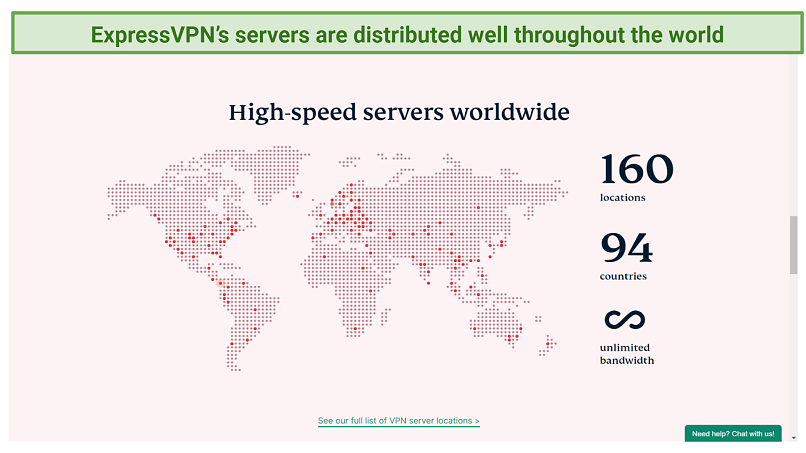 ExpressVPN’s servers are distributed well throughout the world
High-speed servers worldwide
160
locations
94
countries
unlimited
bandwidth
See our full list of VPN server locations >
Need help? Chat with us!